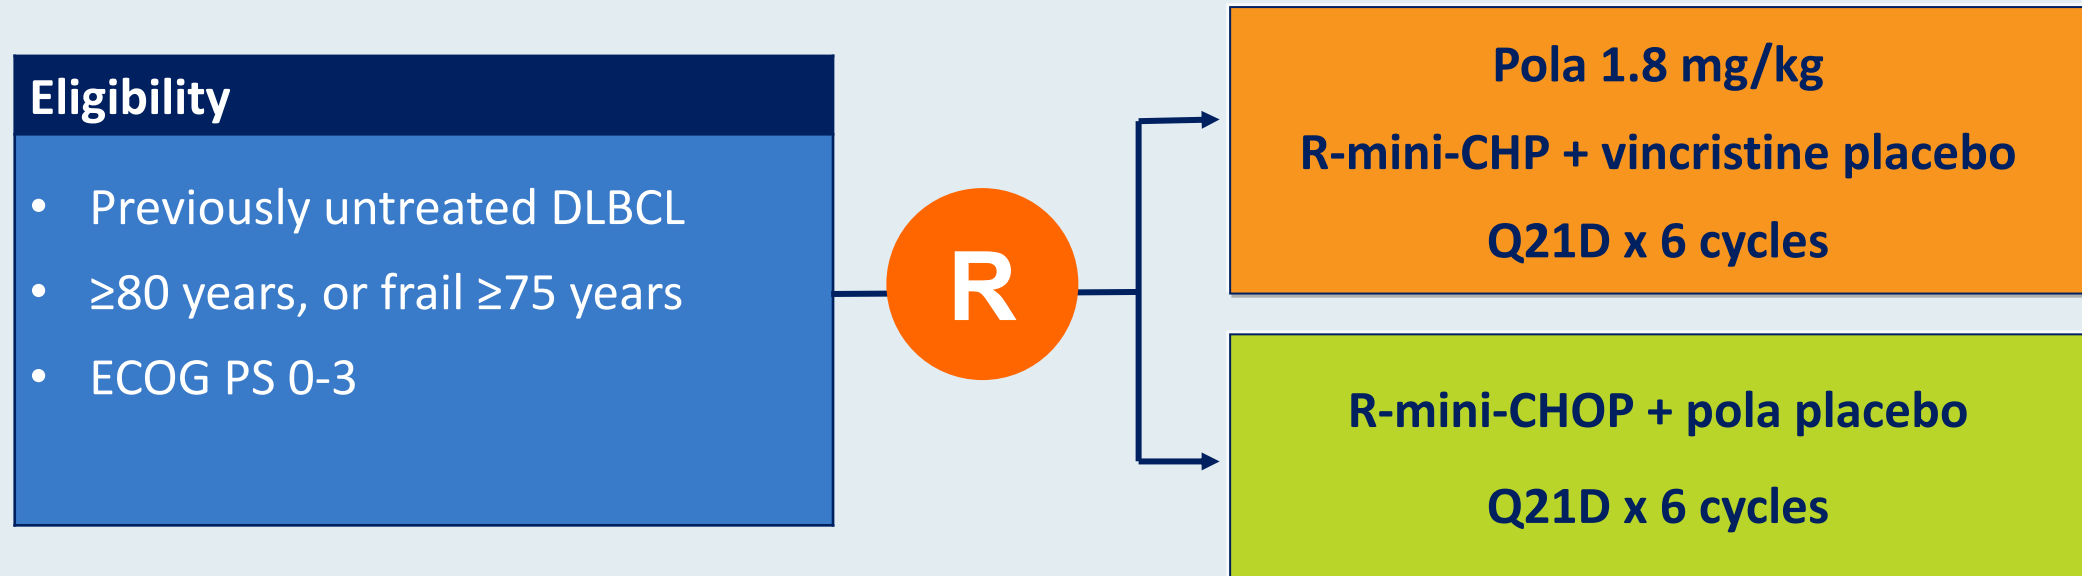 Eligibility
• Previously untreated DLBCL
• ≥80 years, or frail ≥75 years
• ECOG PS 0-3
R
Pola 1.8 mg/kg
R-mini-CHP + vincristine placebo
Q21D x 6 cycles
R-mini-CHOP + pola placebo
Q21D x 6 cycles